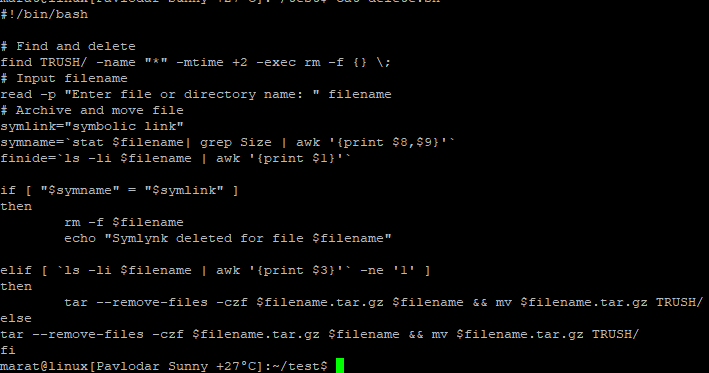 marat@linux[Pavlodar Sunny +27°C]:~/test$ cat delete.sh
#!/bin/bash

# Find and delete
find TRUSH/ -name "*" -mtime +2 -exec rm -f {} \;
# Input filename
read -p "Enter file or directory name: " filename
# Archive and move file
symlink="symbolic link"
symname=`stat $filename| grep Size | awk '{print $8,$9}'`
finide=`ls -li $filename | awk '{print $1}'`

if [ "$symname" = "$symlink" ]
then
        rm -f $filename
        echo "Symlynk deleted for file $filename"

elif [ `ls -li $filename | awk '{print $3}'` -ne '1' ]
then
        tar --remove-files -czf $filename.tar.gz $filename && mv $filename.tar.gz TRUSH/
else
tar --remove-files -czf $filename.tar.gz $filename && mv $filename.tar.gz TRUSH/
fi
marat@linux[Pavlodar Sunny +27°C]:~/test$